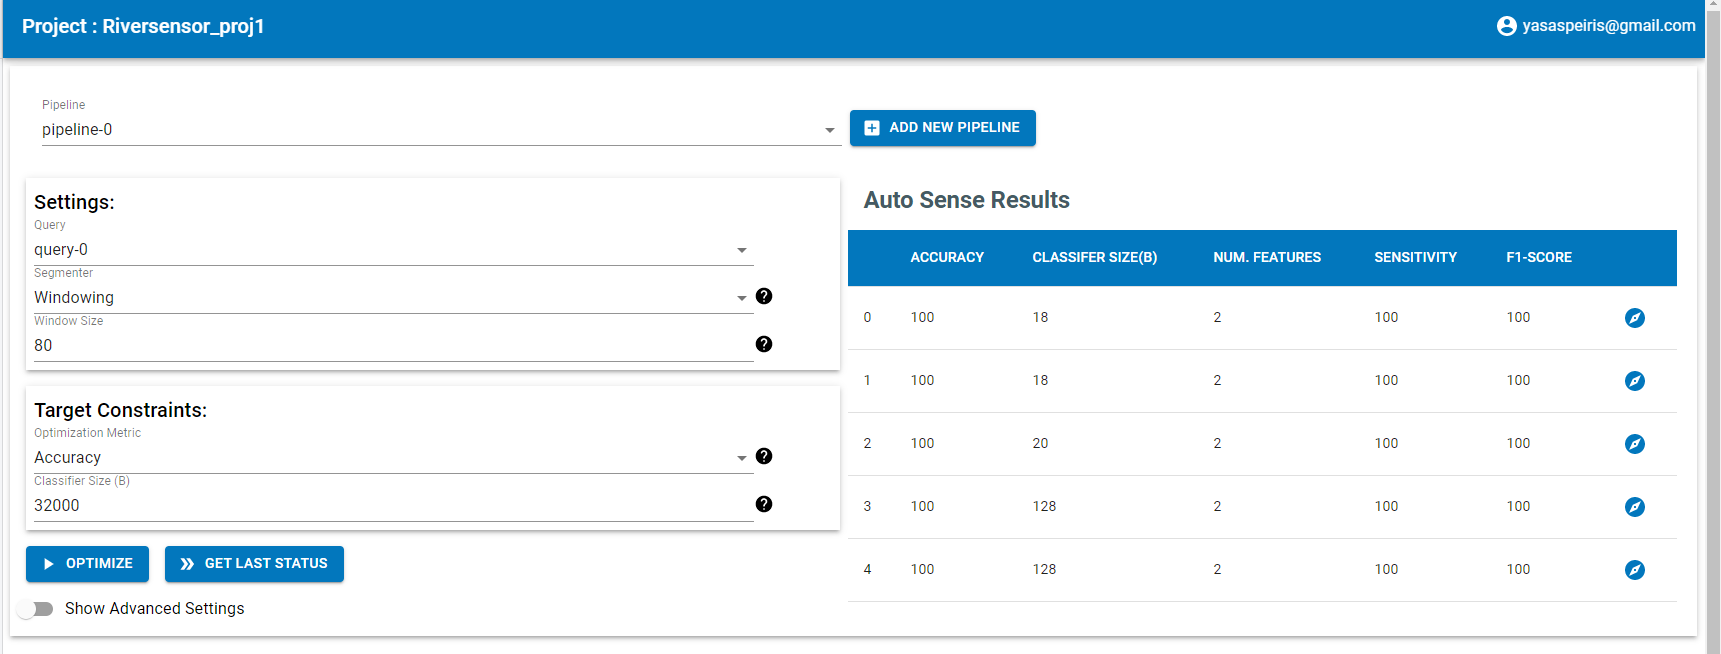 Project : Riversensor_proj1
yasaspeiris@gmail.com
Pipeline
pipeline-0
ADD NEW PIPELINE
Settings:
Query
query-0
Segmenter
Windowing
Window Size
80
Target Constraints:
Optimization Metric
Accuracy
Classifier Size (B)
32000
OPTIMIZE
GET LAST STATUS
Show Advanced Settings
Auto Sense Results
ACCURACY CLASSIFER SIZE(B) NUM. FEATURES SENSITIVITY F1-SCORE
0 100 18 2 100 100
1 100 18 2 100 100
2 100 20 2 100 100
3 100 128 2 100 100
4 100 128 2 100 100